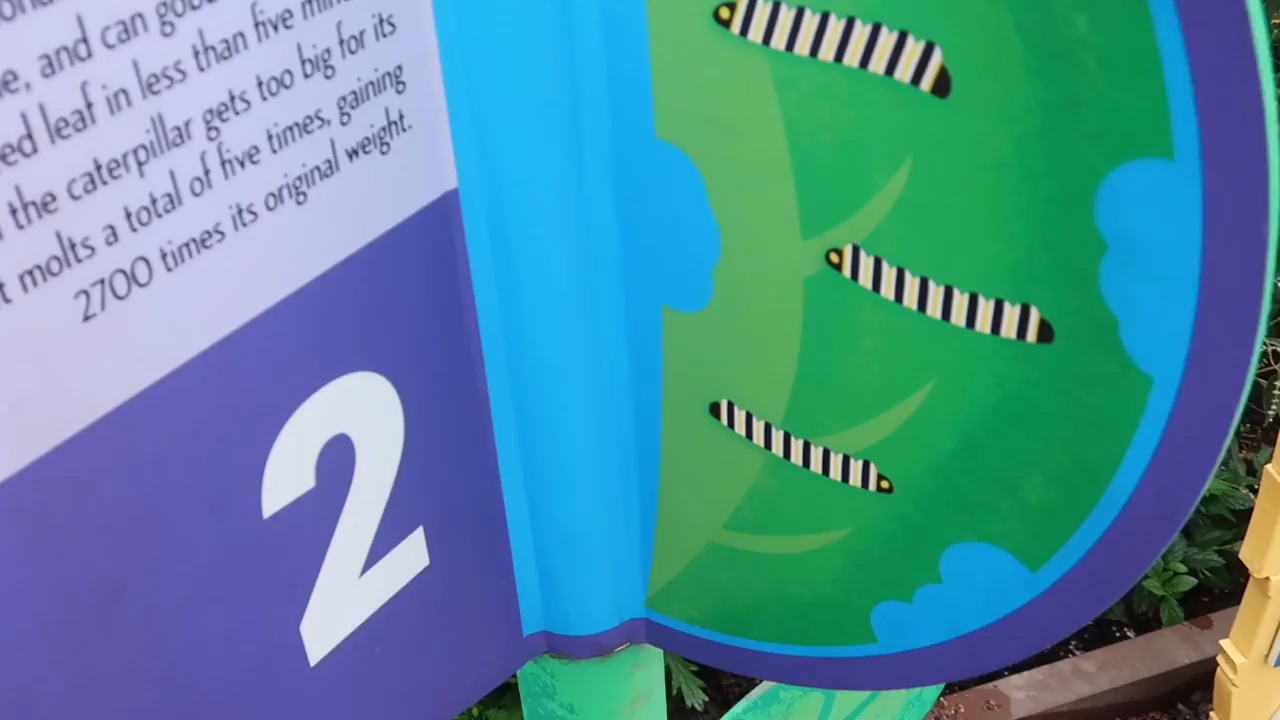 e, and can
ed leaf in less than five
the caterpillar gets too big for its
t molts a total of five times, gaining
2700 times its original weight.
2